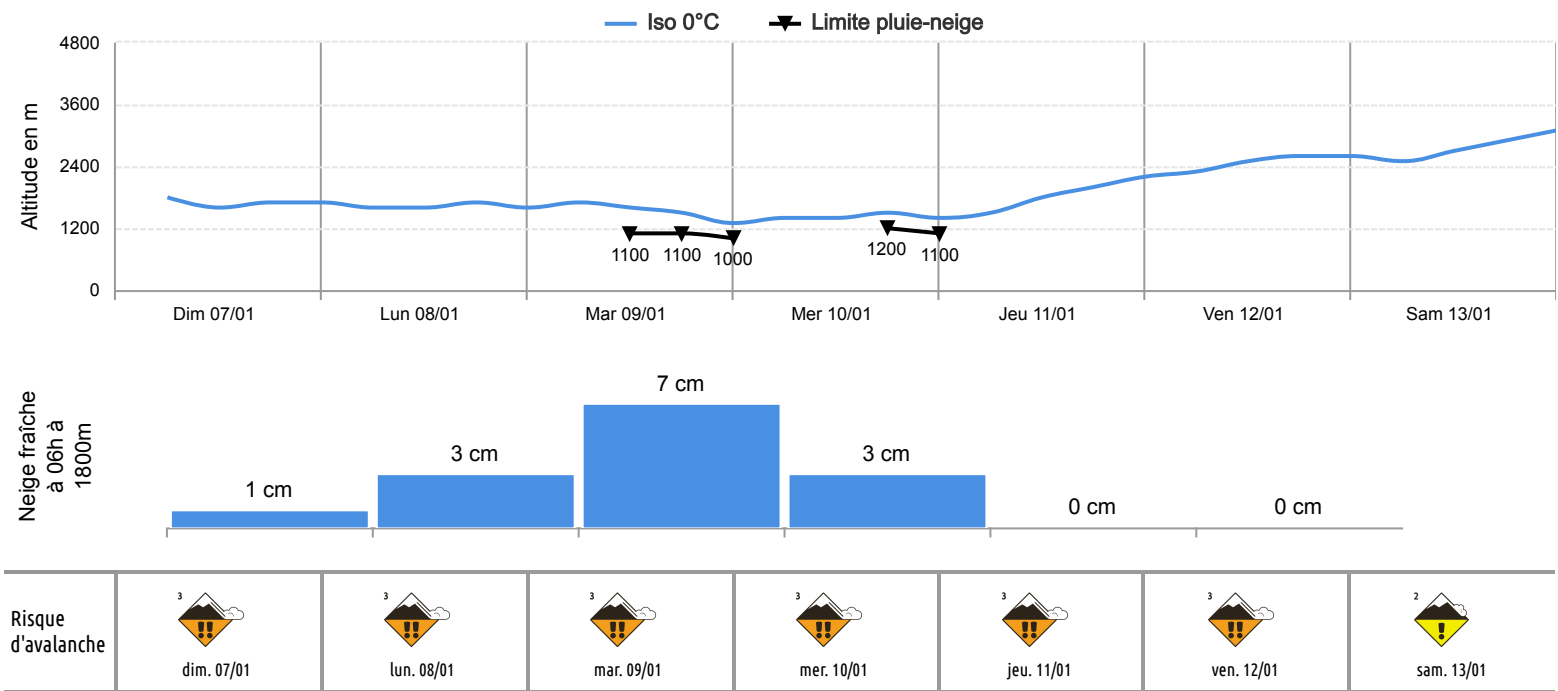 Iso 0°C Limite pluie-neige
4800
3600
2400
1200
0
Altitude en m
1100 1100 1000 1200 1100
Dim 07/01 Lun 08/01 Mar 09/01 Mer 10/01 Jeu 11/01 Ven 12/01 Sam 13/01
Neige fraîche
à 06h à
1800m
1 cm 3 cm 7 cm 3 cm 0 cm 0 cm
Risque
d'avalanche
3 3 3 3 3 3 2
!! !! !! !! !! !! !
dim. 07/01 lun. 08/01 mar. 09/01 mer. 10/01 jeu. 11/01 ven. 12/01 sam. 13/01